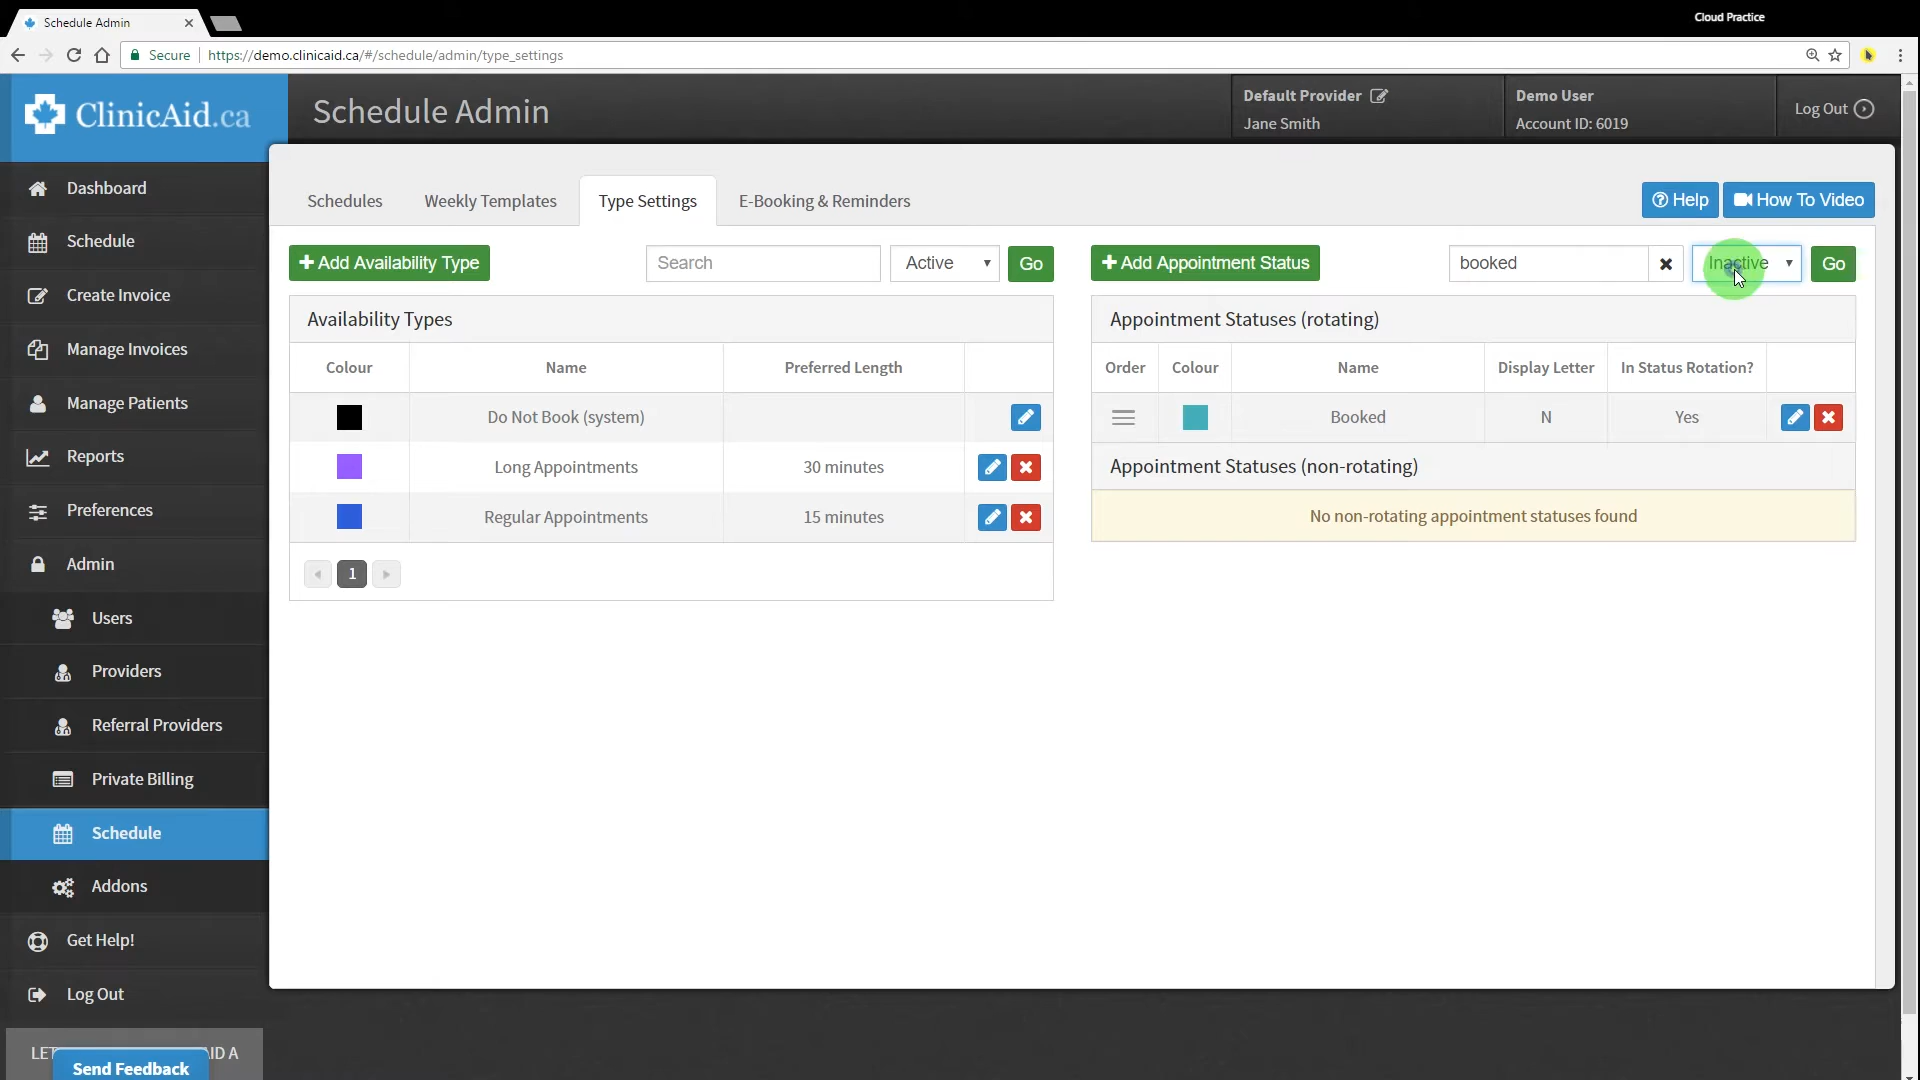 Cloud Practice
Schedule Admin
Secure https://demo.clinicaid.ca/#/schedule/admin/type_settings
ClinicAid.ca
Schedule Admin
Default Provider
Jane Smith
Demo User
Account ID: 6019
Log Out
Dashboard
Schedule
Create Invoice
Manage Invoices
Manage Patients
Reports
Preferences
Admin
Users
Providers
Referral Providers
Private Billing
Schedule
Addons
Get Help!
Log Out
LET ID A
Send Feedback
Schedules Weekly Templates Type Settings E-Booking & Reminders
Help How To Video
+ Add Availability Type Search Active Go
Availability Types
Colour Name Preferred Length
Do Not Book (system)
Long Appointments 30 minutes
Regular Appointments 15 minutes
1
+ Add Appointment Status booked Inactive Go
Appointment Statuses (rotating)
Order Colour Name Display Letter In Status Rotation?
Booked N Yes
Appointment Statuses (non-rotating)
No non-rotating appointment statuses found